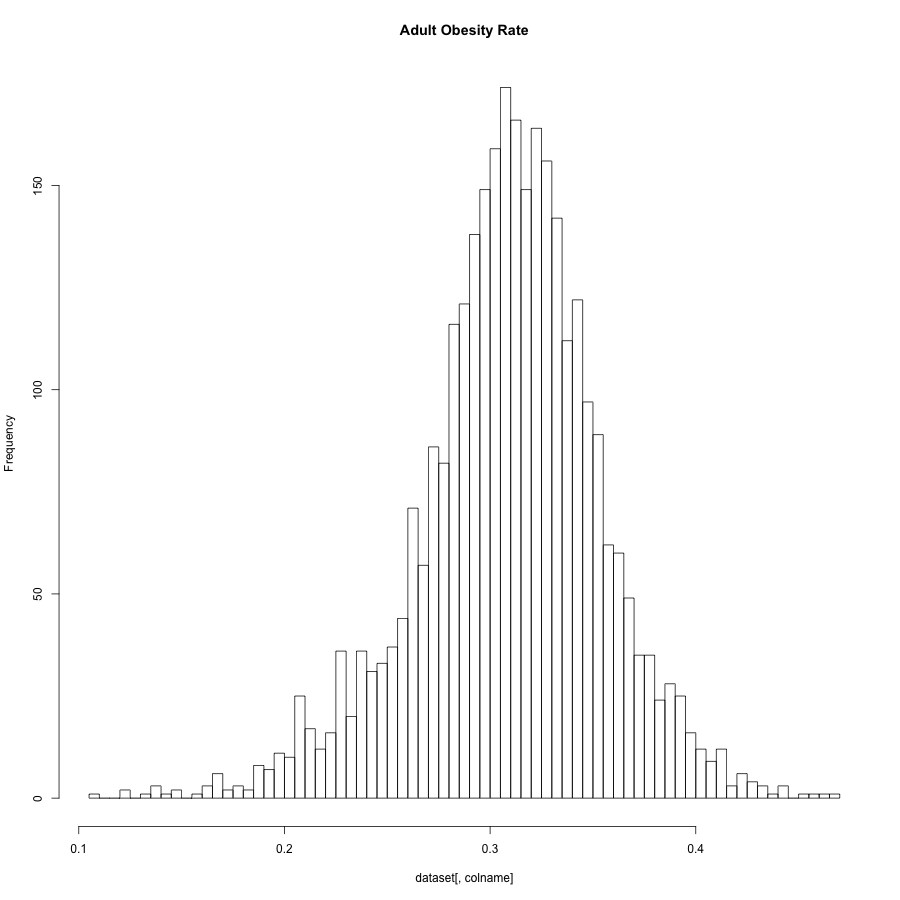 Adult Obesity Rate
150
100
50
0
Frequency
0.1 0.2 0.3 0.4
dataset[, colname]